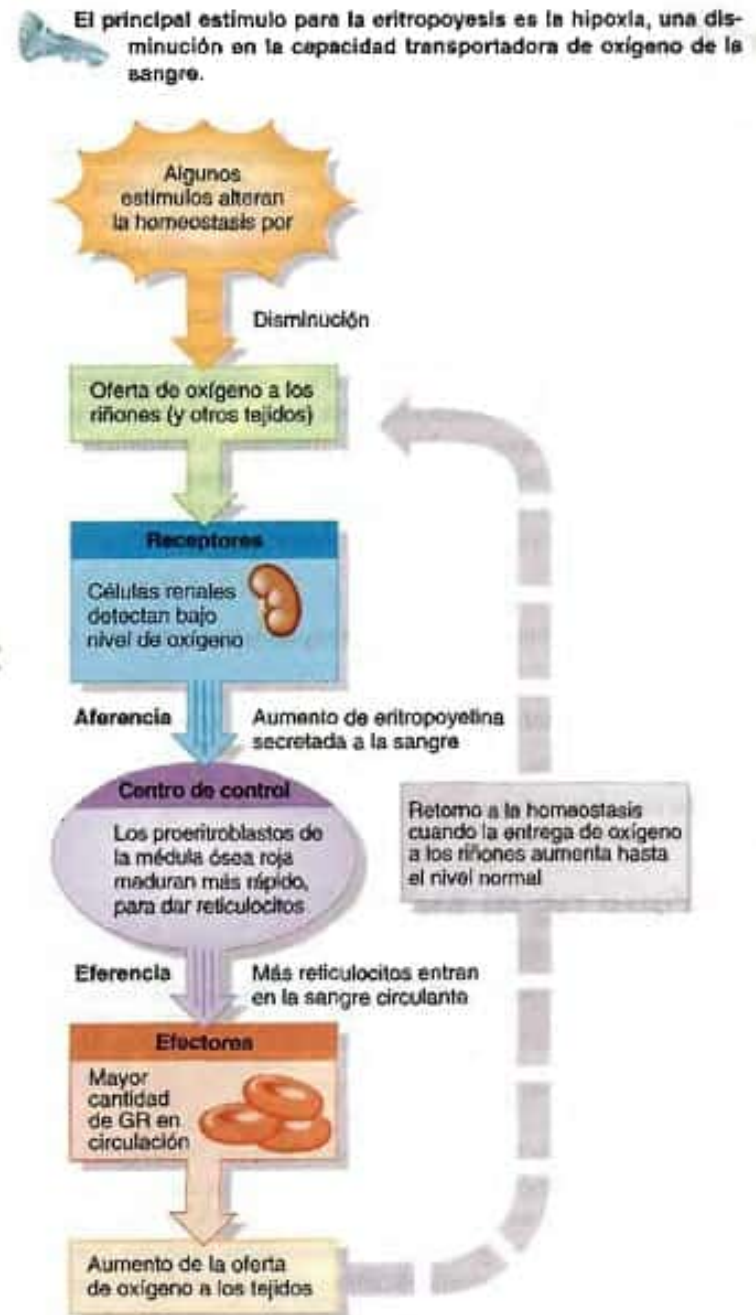 El principal estímulo para la eritropoyesis es la hipoxia, una dis-
minución en la capacidad transportadora de oxígeno de la
sangre.
Algunos
estímulos alteran
la homeostasis por
Disminución
Oferta de oxígeno a los
riñones (y otros tejidos)
Receptores
Células renales
detectan bajo
nivel de oxígeno
Aferencia
Aumento de eritropoyetina
secretada a la sangre
Centro de control
Los proeritroblastos de
la médula ósea roja
maduran más rápido,
para dar reticulocitos
Retorno a la homeostasis
cuando la entrega de oxígeno
a los riñones aumenta hasta
el nivel normal
Eferencia
Más reticulocitos entran
en la sangre circulante
Efectores
Mayor
cantidad
de GR en
circulación
Aumento de la oferta
de oxígeno a los tejidos